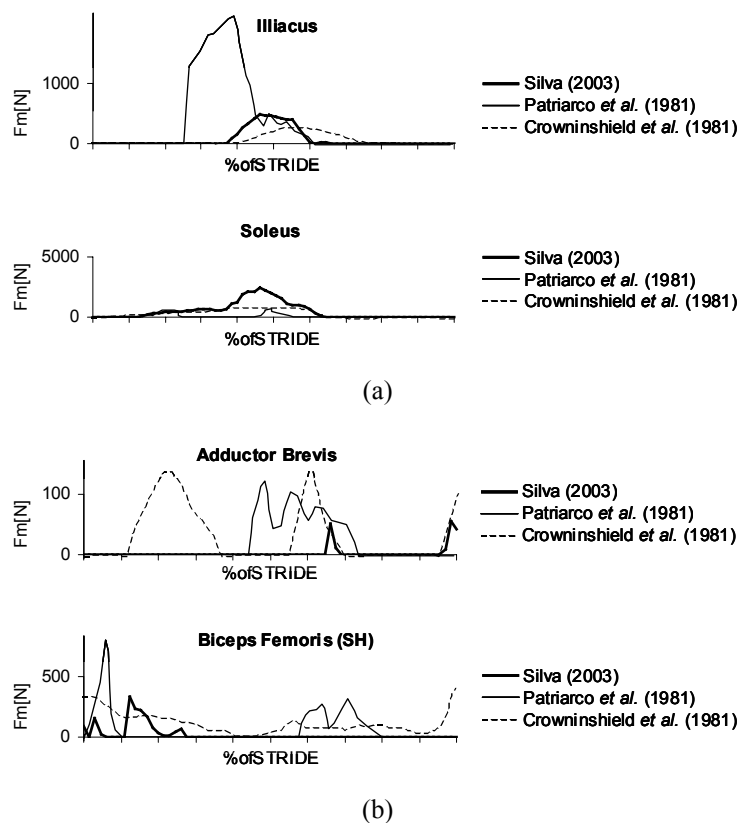 Illiacus
1000
0
Fm[N]
%ofSTRIDE
Silva (2003)
Patriarco et al. (1981)
Crowninshield et al. (1981)
Soleus
5000
0
Fm[N]
%ofSTRIDE
Silva (2003)
Patriarco et al. (1981)
Crowninshield et al. (1981)
(a)
Adductor Brevis
100
0
Fm[N]
%ofSTRIDE
Silva (2003)
Patriarco et al. (1981)
Crowninshield et al. (1981)
Biceps Femoris (SH)
500
0
Fm[N]
%ofSTRIDE
Silva (2003)
Patriarco et al. (1981)
Crowninshield et al. (1981)
(b)